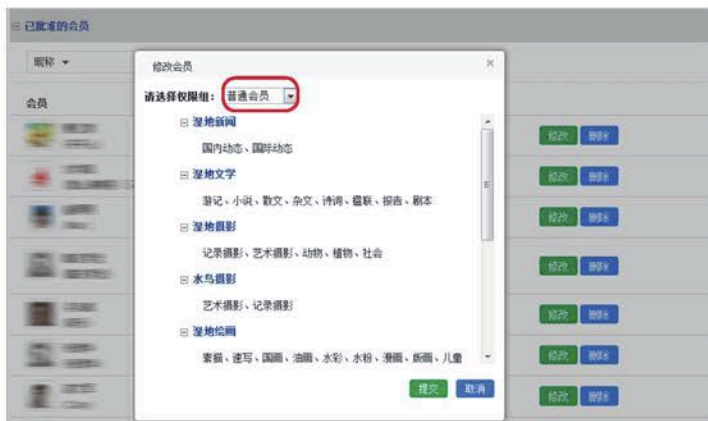 已批准的会员
昵称
修改会员
×
会员
请选择权限组： 普通会员
湿地新闻
国内动态、国际动态
湿地文学
游记、小说、散文、杂文、诗词、楹联、报告、剧本
湿地摄影
记录摄影、艺术摄影、动物、植物、社会
水鸟摄影
艺术摄影、记录摄影
湿地绘画
素描、速写、国画、油画、水彩、水粉、漫画、版画、儿童
提交 取消
修改 删除
修改 删除
修改 删除
修改 删除
修改 删除
修改 删除
修改 删除